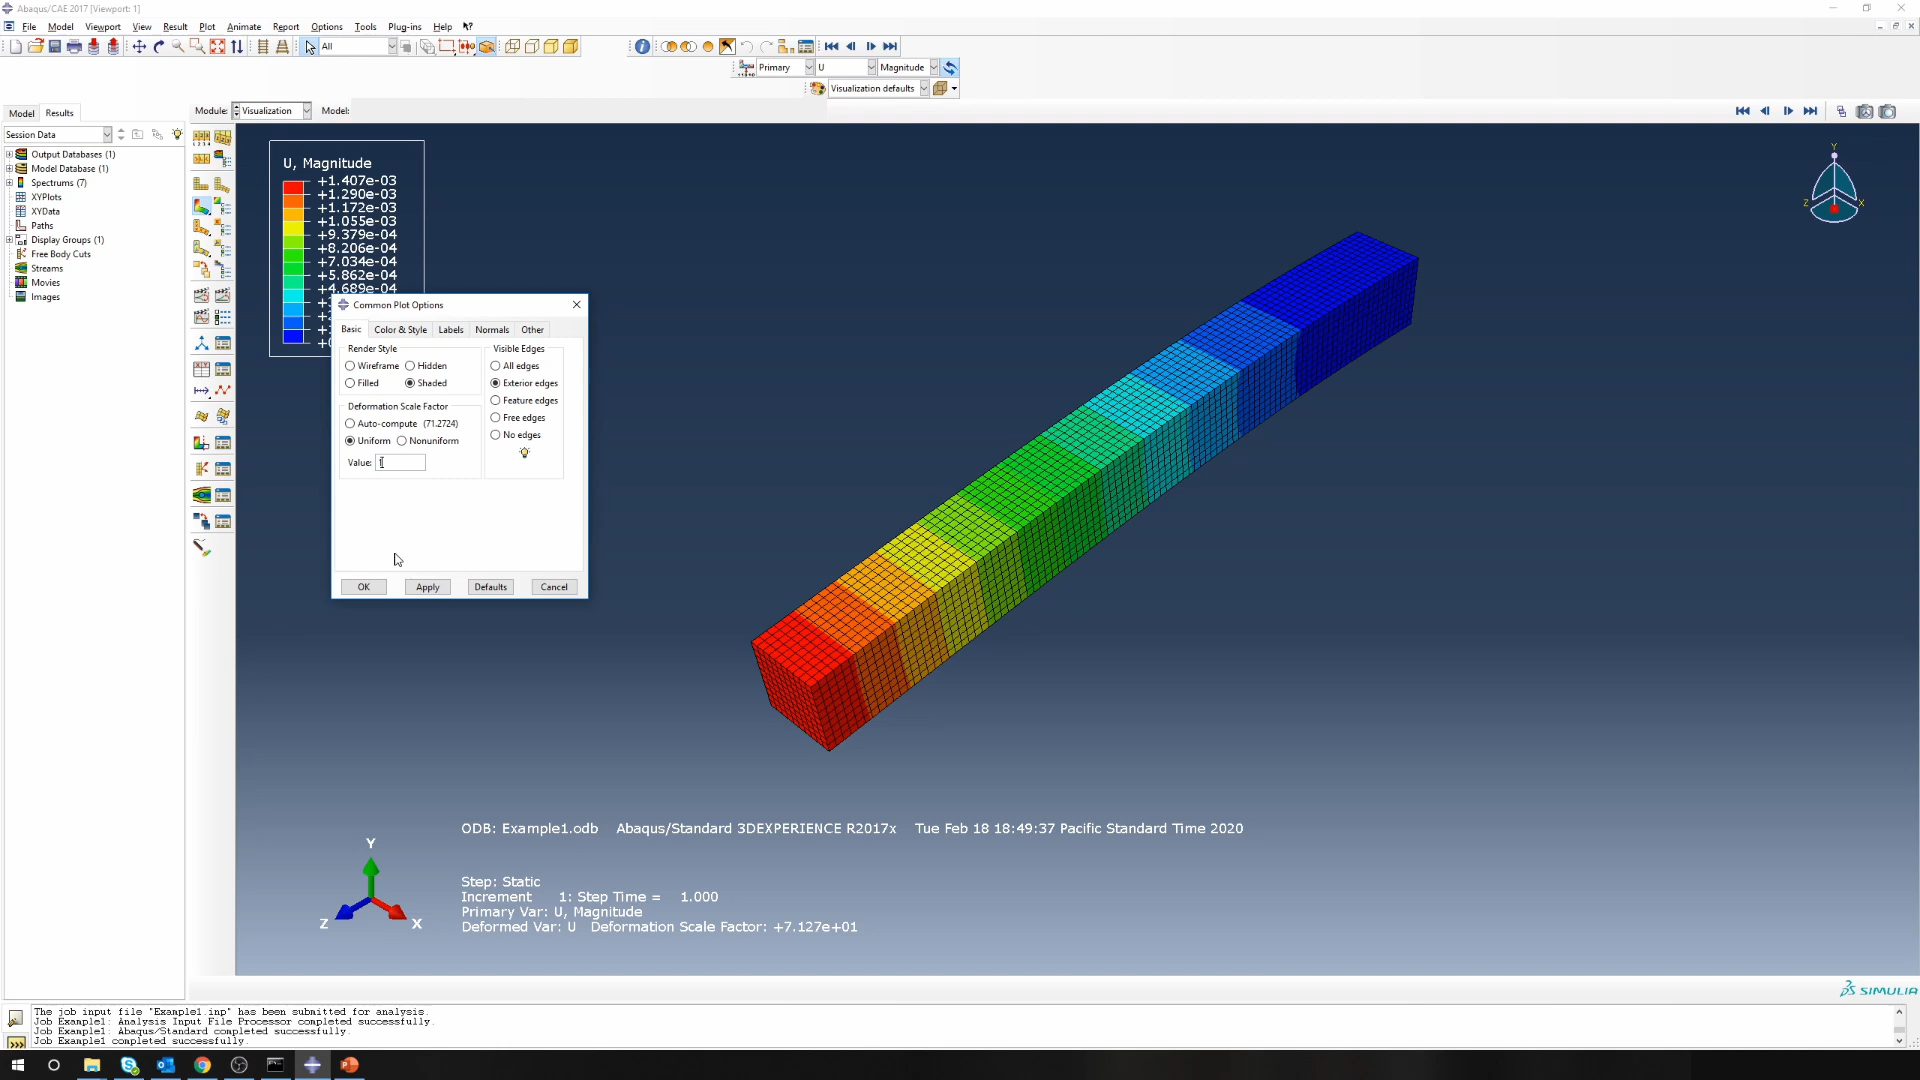 Abaqus/CAE 2017 [Viewport: 1]
File Model Viewport View Result Plot Animate Report Options Tools Plug-ins Help
All
Primary U Magnitude
Visualization defaults
Model Results
Module: Visualization Model:
Session Data
Output Databases (1)
Model Database (1)
Spectrums (7)
XYPlots
XYData
Paths
Display Groups (1)
Free Body Cuts
Streams
Movies
Images
U, Magnitude
+1.407e-03
+1.290e-03
+1.172e-03
+1.055e-03
+9.379e-04
+8.206e-04
+7.034e-04
+5.862e-04
+4.689e-04
Common Plot Options
Basic Color & Style Labels Normals Other
Render Style
Wireframe Hidden
Filled Shaded
Visible Edges
All edges
Exterior edges
Feature edges
Free edges
No edges
Deformation Scale Factor
Auto-compute (71.2724)
Uniform Nonuniform
Value: 1
OK Apply Defaults Cancel
Y
Z X
Y
Z X
ODB: Example1.odb Abaqus/Standard 3DEXPERIENCE R2017x Tue Feb 18 18:49:37 Pacific Standard Time 2020
Step: Static
Increment 1: Step Time = 1.000
Primary Var: U, Magnitude
Deformed Var: U Deformation Scale Factor: +7.127e+01
SIMULIA
The job input file "Example1.inp" has been submitted for analysis.
Job Example1: Analysis Input File Processor completed successfully.
Job Example1: Abaqus/Standard completed successfully.
Job Example1 completed successfully.
>>>